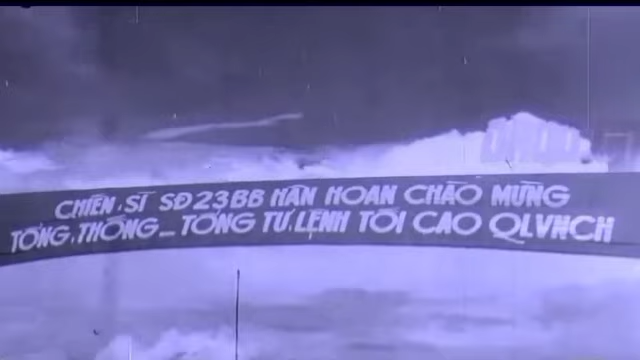 CHIẾN.SĨ SĐ23BB HÂN HOAN CHÀO MỪNG
TỔNG.THỐNG _ TỔNG TƯ.LỆNH TỐI CAO QLVNCH